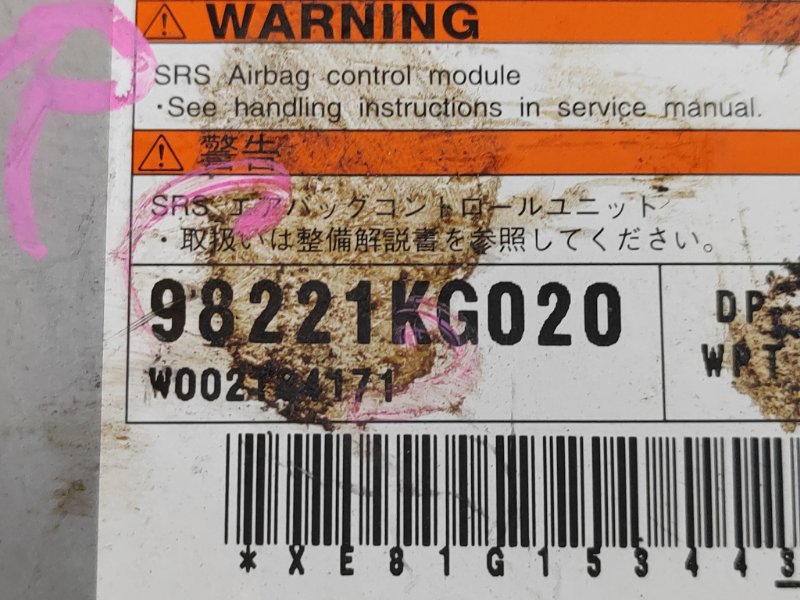 WARNING
SRS Airbag control module
・See handling instructions in service manual.
警告
SRS エアバッグコントロールユニット
・取扱いは整備解説書を参照してください。
98221KG020
DP
W002T84171
WPT
*XE81G153443